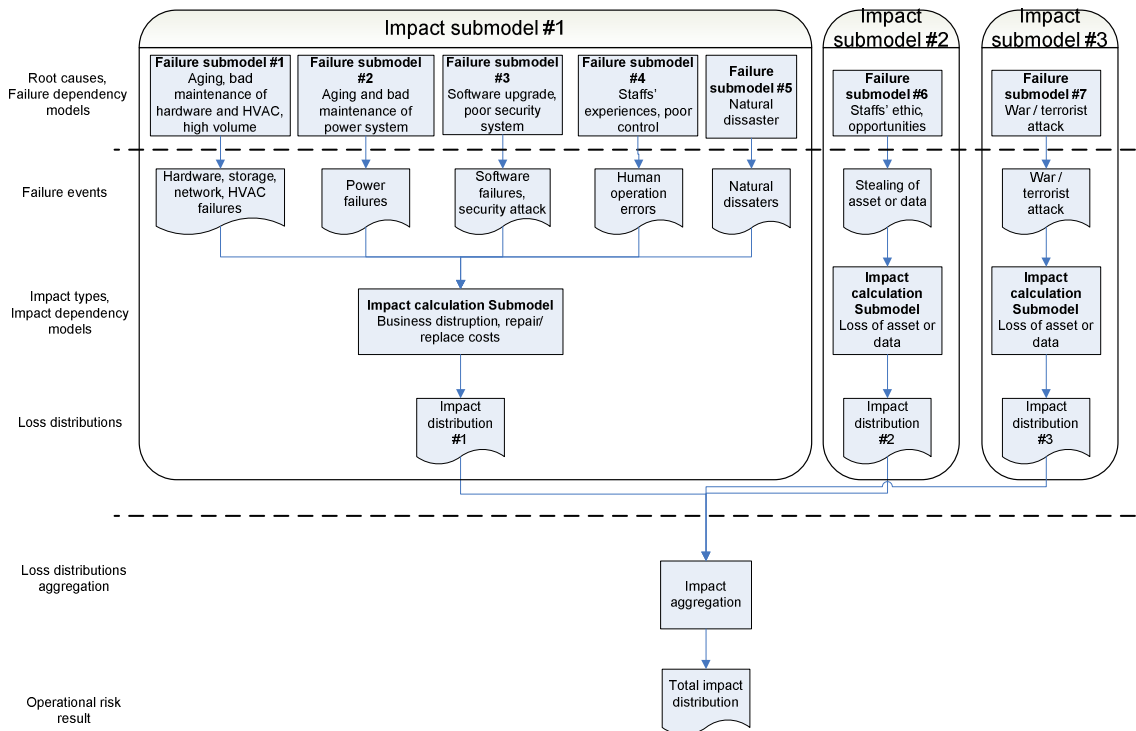 Impact submodel #1
Impact
submodel #2
Impact
submodel #3
Root causes,
Failure dependency
models
Failure submodel #1
Aging, bad
maintenance of
hardware and HVAC,
high volume
Failure submodel
#2
Aging and bad
maintenance of
power system
Failure submodel
#3
Software upgrade,
poor security
system
Failure submodel
#4
Staffs'
experiences, poor
control
Failure
submodel #5
Natural
dissaster
Failure
submodel #6
Staffs' ethic,
opportunities
Failure
submodel #7
War / terrorist
attack
Failure events
Hardware, storage,
network, HVAC
failures
Power
failures
Software
failures,
security attack
Human
operation
errors
Natural
dissaters
Stealing of
asset or data
War /
terrorist
attack
Impact types,
Impact dependency
models
Impact calculation Submodel
Business distruption, repair/
replace costs
Impact
calculation
Submodel
Loss of asset or
data
Impact
calculation
Submodel
Loss of asset or
data
Loss distributions
Impact
distribution
#1
Impact
distribution
#2
Impact
distribution
#3
Loss distributions
aggregation
Impact
aggregation
Operational risk
result
Total impact
distribution